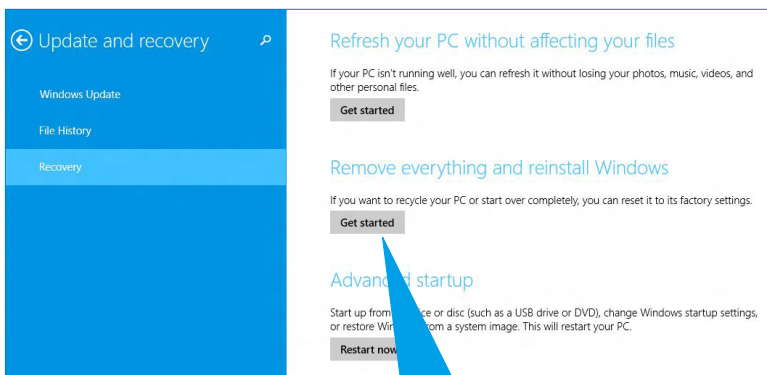 Update and recovery
Windows Update
File History
Recovery
Refresh your PC without affecting your files
If your PC isn't running well, you can refresh it without losing your photos, music, videos, and
other personal files.
Get started
Remove everything and reinstall Windows
If you want to recycle your PC or start over completely, you can reset it to its factory settings.
Get started
Advanced startup
Start up from or disc (such as a USB drive or DVD), change Windows startup settings,
or restore from a system image. This will restart your PC.
Restart now